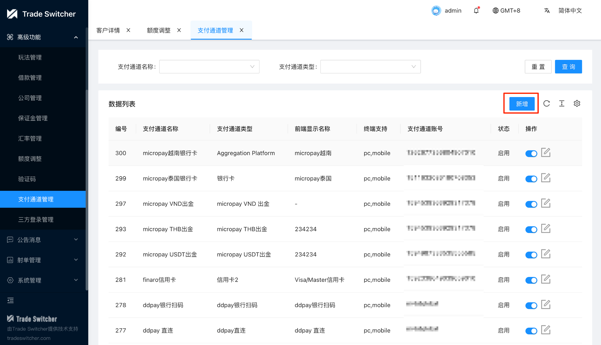 Trade Switcher
admin
GMT+8
简体中文
高级功能
玩法管理
借款管理
公司管理
保证金管理
汇率管理
额度调整
验证码
支付通道管理
三方登录管理
公告消息
射单管理
系统管理
Trade Switcher
由Trade Switcher提供技术支持
tradeswitcher.com
客户详情 ×
额度调整 ×
支付通道管理 ×
支付通道名称:
支付通道类型:
重 置
查 询
数据列表
新增
编号 支付通道名称 支付通道类型 前端显示名称 终端支持 支付通道账号 状态 操作
300 micropay越南银行卡 Aggregation Platform micropay越南 pc,mobile 启用
299 micropay泰国银行卡 银行卡 micropay泰国 pc,mobile 启用
297 micropay VND出金 micropay VND 出金 - pc,mobile 启用
293 micropay THB出金 micropay THB出金 234234 pc,mobile 启用
292 micropay USDT出金 micropay USDT出金 234234 pc,mobile 启用
281 finaro信用卡 信用卡2 Visa/Master信用卡 pc,mobile 启用
278 ddpay银行扫码 ddpay银行扫码 ddpay银行扫码 pc,mobile 启用
277 ddpay 直连 ddpay直连 ddpay 直连 pc,mobile 启用